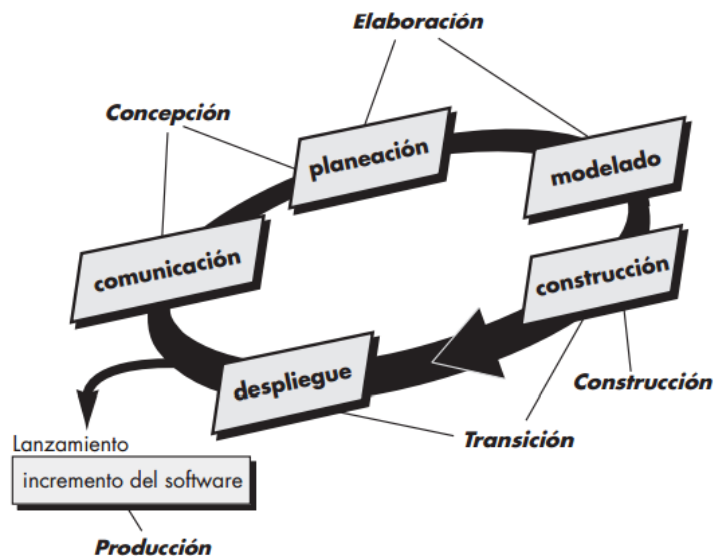 Elaboración
Concepción
planeación
modelado
comunicación
construcción
despliegue
Construcción
Transición
Lanzamiento
incremento del software
Producción